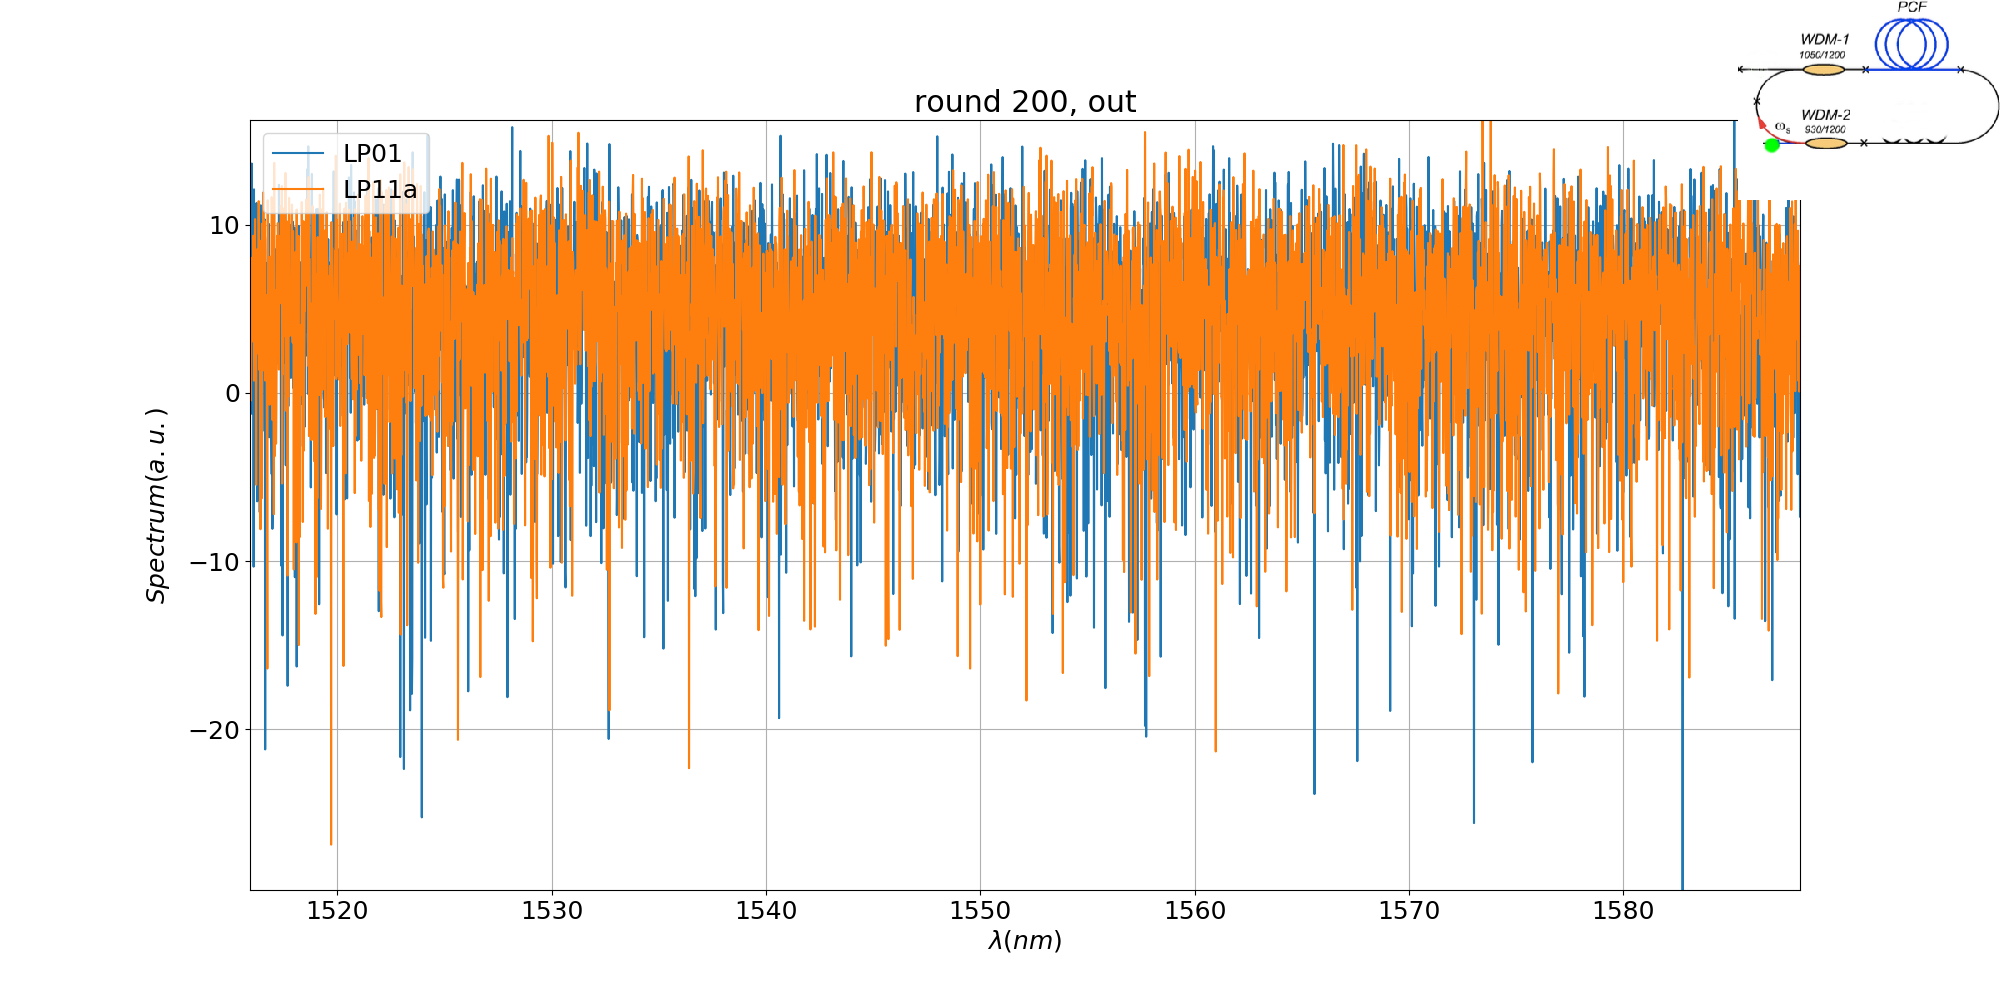 PCF
WDM-1
1050/1200
round 200, out
WDM-2
930/1200
ωs
LP01
LP11a
10
0
−10
−20
Spectrum(a. u. )
1520
1530
1540
1550
1560
1570
1580
λ(nm)